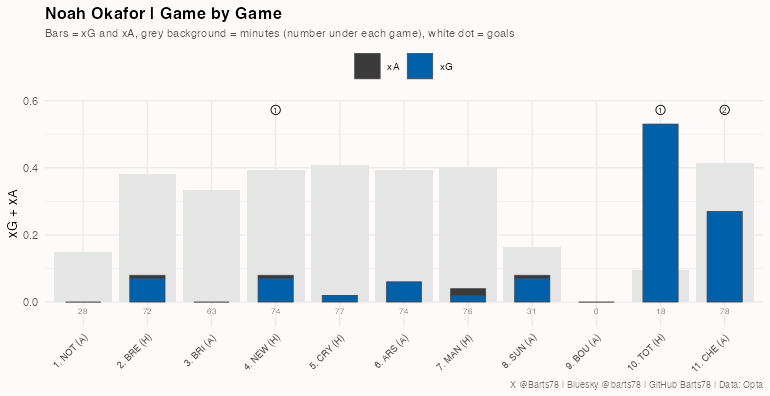 Noah Okafor | Game by Game
Bars = xG and xA, grey background = minutes (number under each game), white dot = goals
xA xG
xG + xA
0.6
0.4
0.2
0.0
1 1 2
28 72 63 74 77 74 76 31 0 18 78
1. NOT (A) 2. BRE (H) 3. BRI (A) 4. NEW (H) 5. CRY (H) 6. ARS (A) 7. MAN (H) 8. SUN (A) 9. BOU (A) 10. TOT (H) 11. CHE (A)
X @Barts78 | Bluesky @barts78 | GitHub Barts78 | Data: Opta